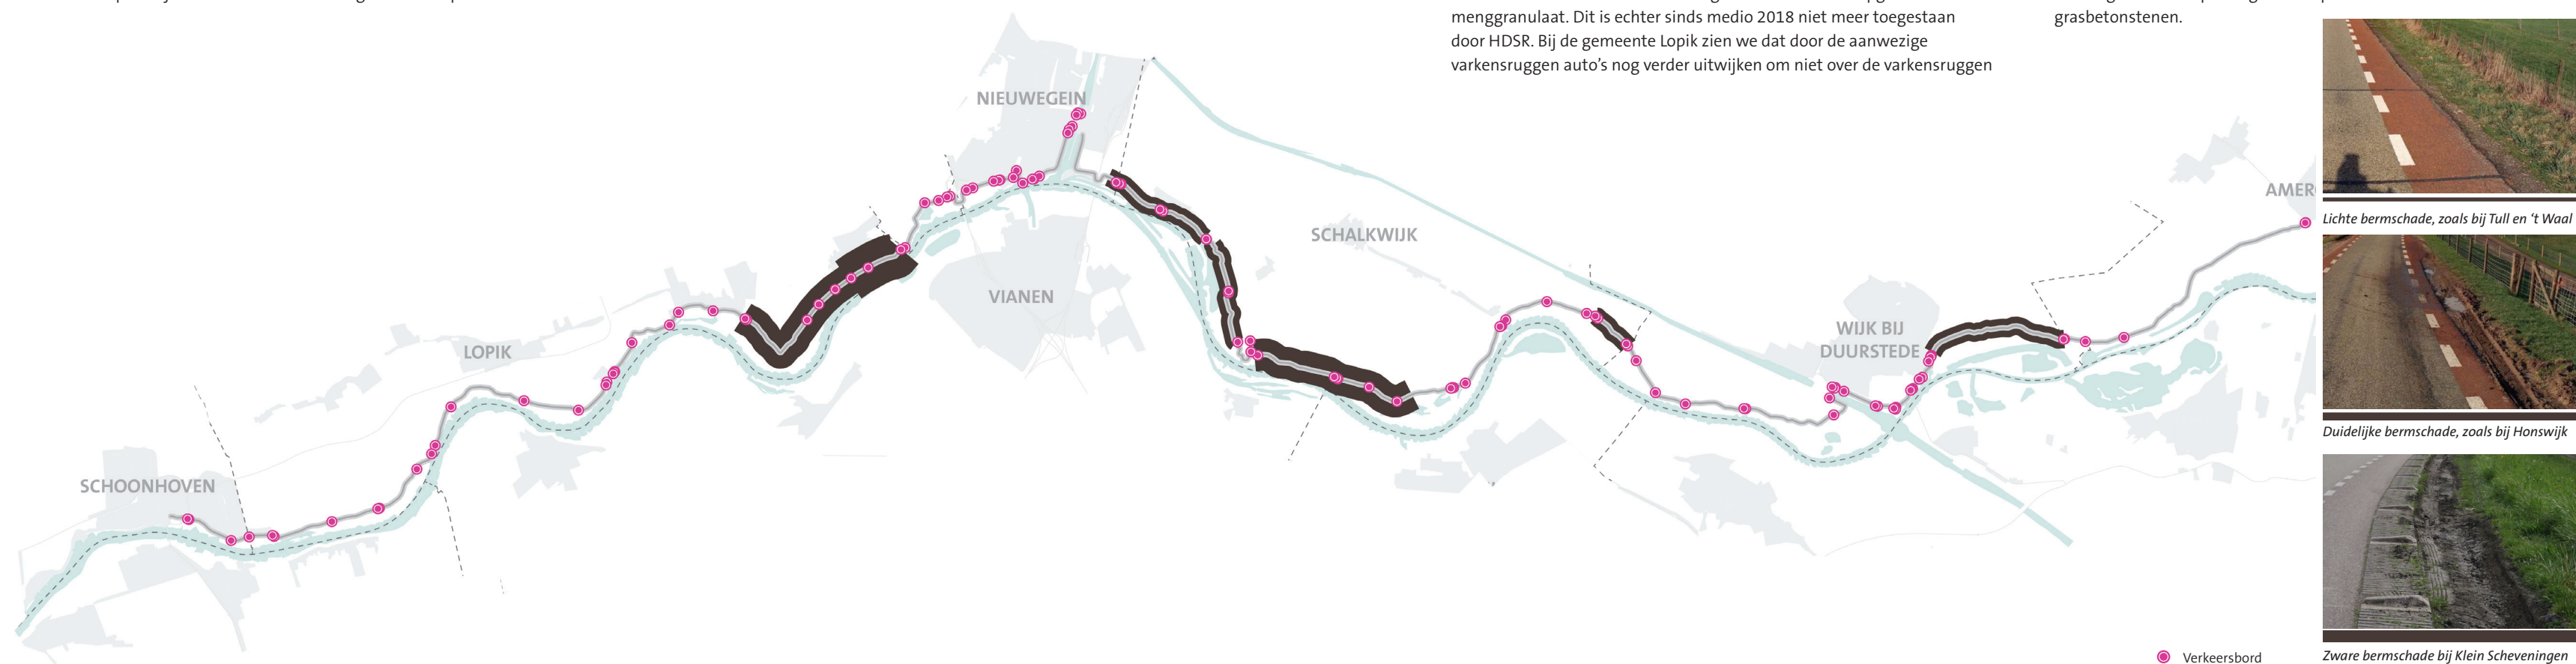 menggranulaat. Dit is echter sinds medio 2018 niet meer toegestaan
door HDSR. Bij de gemeente Lopik zien we dat door de aanwezige
varkensruggen auto's nog verder uitwijken om niet over de varkensruggen
grasbetonstenen.
NIEUWEGEIN
SCHALKWIJK
VIANEN
LOPIK
SCHOONHOVEN
WIJK BIJ
DUURSTEDE
AMER
Lichte bermschade, zoals bij Tull en ‘t Waal
Duidelijke bermschade, zoals bij Honswijk
Zware bermschade bij Klein Scheveningen
Verkeersbord